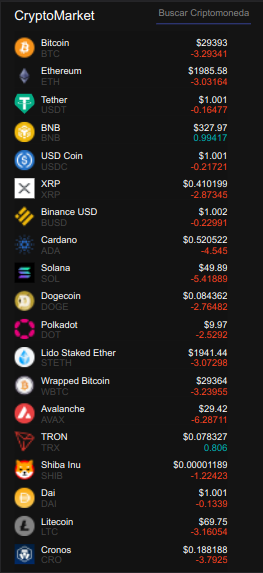 CryptoMarket
Buscar Criptomoneda
Bitcoin $29393
BTC -3.29341
Ethereum $1985.58
ETH -3.03164
Tether $1.001
USDT -0.16477
BNB $327.97
BNB 0.99417
USD Coin $1.001
USDC -0.21721
XRP $0.410199
XRP -2.87345
Binance USD $1.002
BUSD -0.22991
Cardano $0.520522
ADA -4.545
Solana $49.89
SOL -5.41889
Dogecoin $0.084362
DOGE -2.76482
Polkadot $9.97
DOT -2.5292
Lido Staked Ether $1941.44
STETH -3.07298
Wrapped Bitcoin $29364
WBTC -3.23955
Avalanche $29.42
AVAX -6.28711
TRON $0.078327
TRX 0.806
Shiba Inu $0.00001189
SHIB -1.22423
Dai $1.001
DAI -0.1339
Litecoin $69.75
LTC -3.16054
Cronos $0.188188
CRO -3.7925